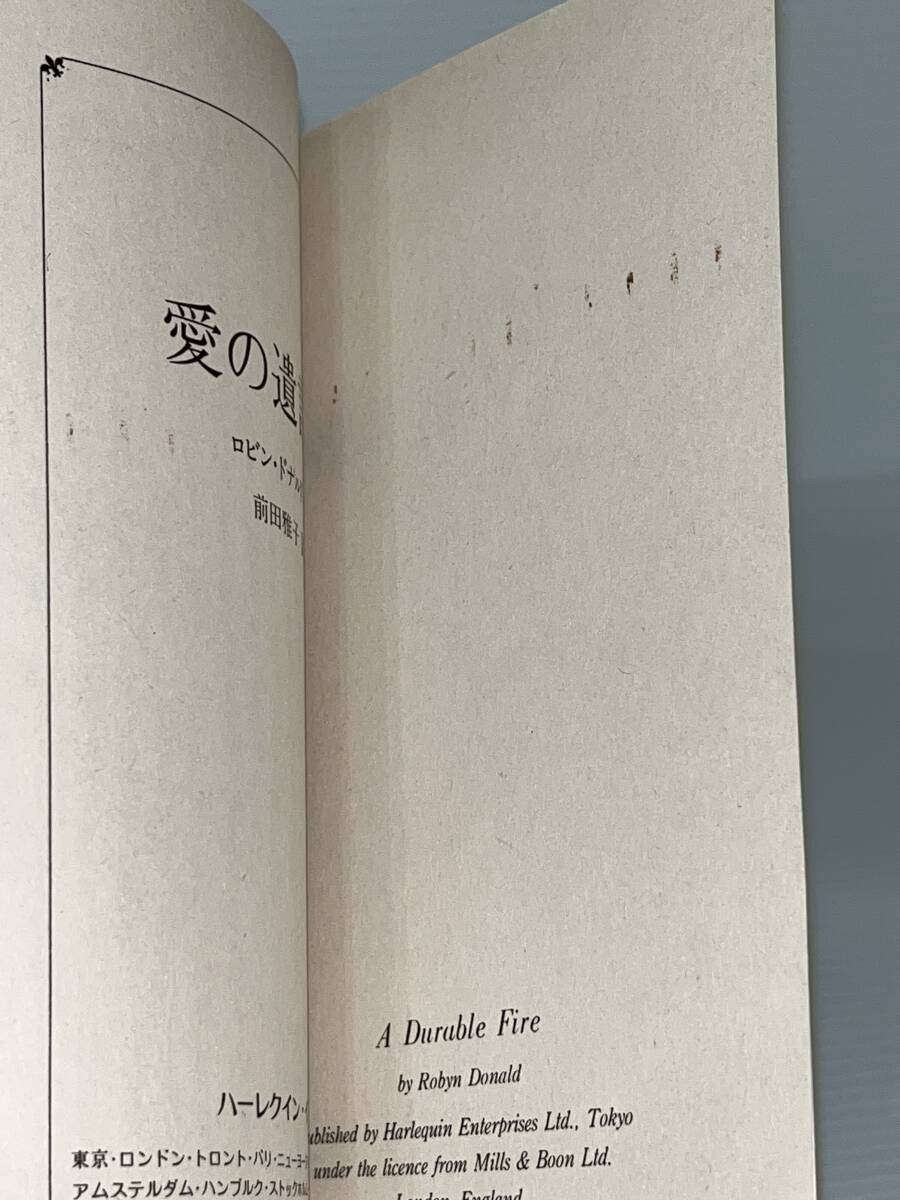 愛の遺
ロビン・ドナル
前田雅子
ハーレクイン・
東京・ロンドン・トロント・パリ・ニューヨー
アムステルダム・ハンブルク・ストック
A Durable Fire
by Robyn Donald
ublished by Harlequin Enterprises Ltd., Tokyo
under the licence from Mills & Boon Ltd.
London, England